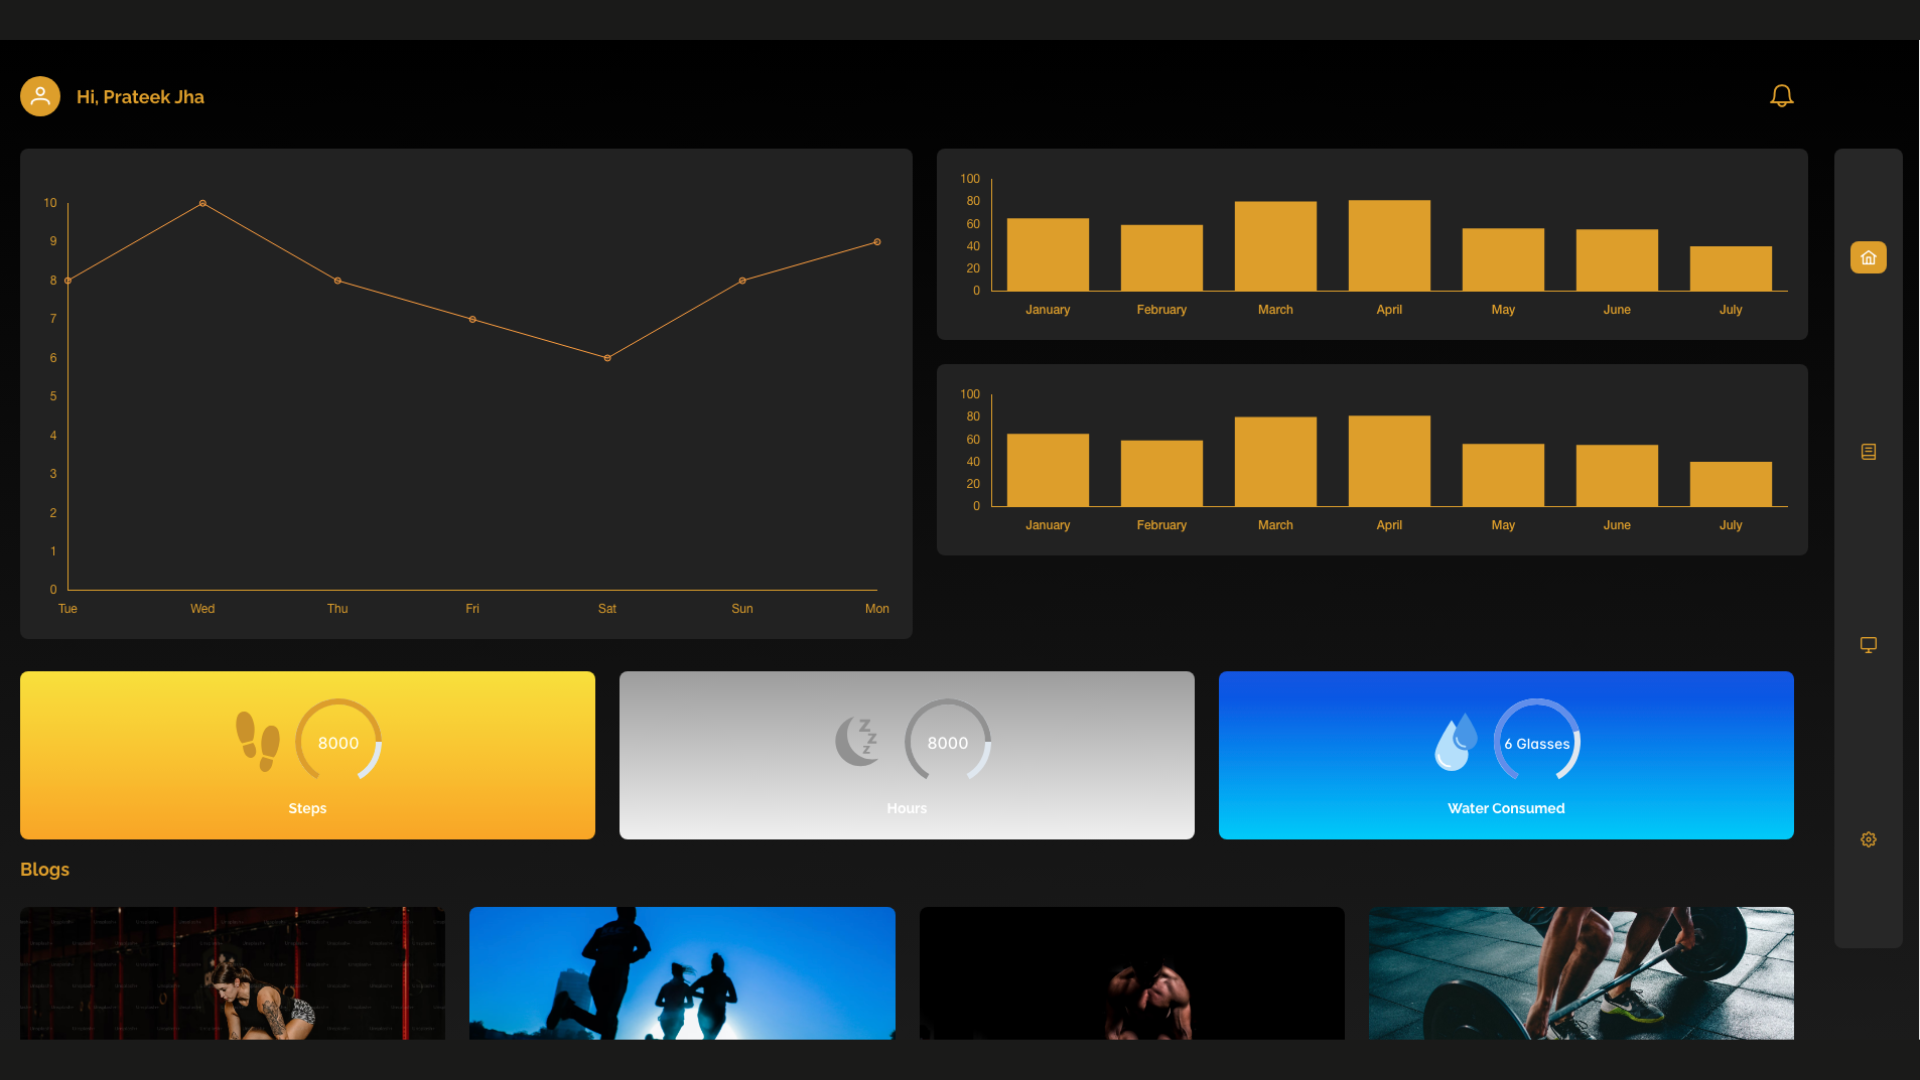 Hi, Prateek Jha
10
9
8
7
6
5
4
3
2
1
0
Tue Wed Thu Fri Sat Sun Mon
100
80
60
40
20
0
January February March April May June July
100
80
60
40
20
0
January February March April May June July
8000
Steps
z
z
z
8000
Hours
6 Glasses
Water Consumed
Blogs